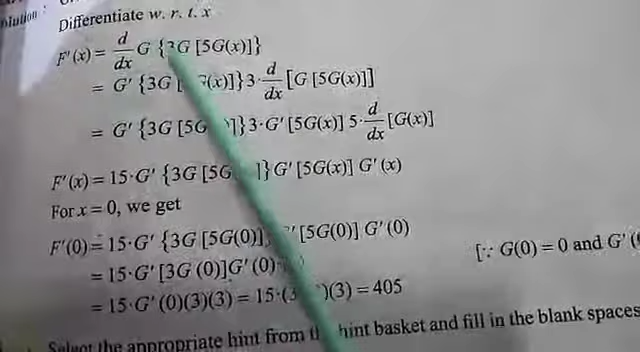 Differentiate w. r. t. x
F'(x) = d/dx G {3G [5G(x)]}
= G' {3G [ G(x)]}3· d/dx [G [5G(x)]]
= G' {3G [5G ]}3·G' [5G(x)] 5· d/dx [G(x)]
F'(x) = 15·G' {3G [5G ]}G' [5G(x)] G'(x)
For x = 0, we get
F'(0) = 15·G' {3G [5G(0)] ' [5G(0)] G'(0)
[∵ G(0) = 0 and G'
= 15·G' [3G (0)]G'(0)
= 15·G' (0)(3)(3) = 15·(3 )(3) = 405
Select the appropriate hint from hint basket and fill in the blank spaces